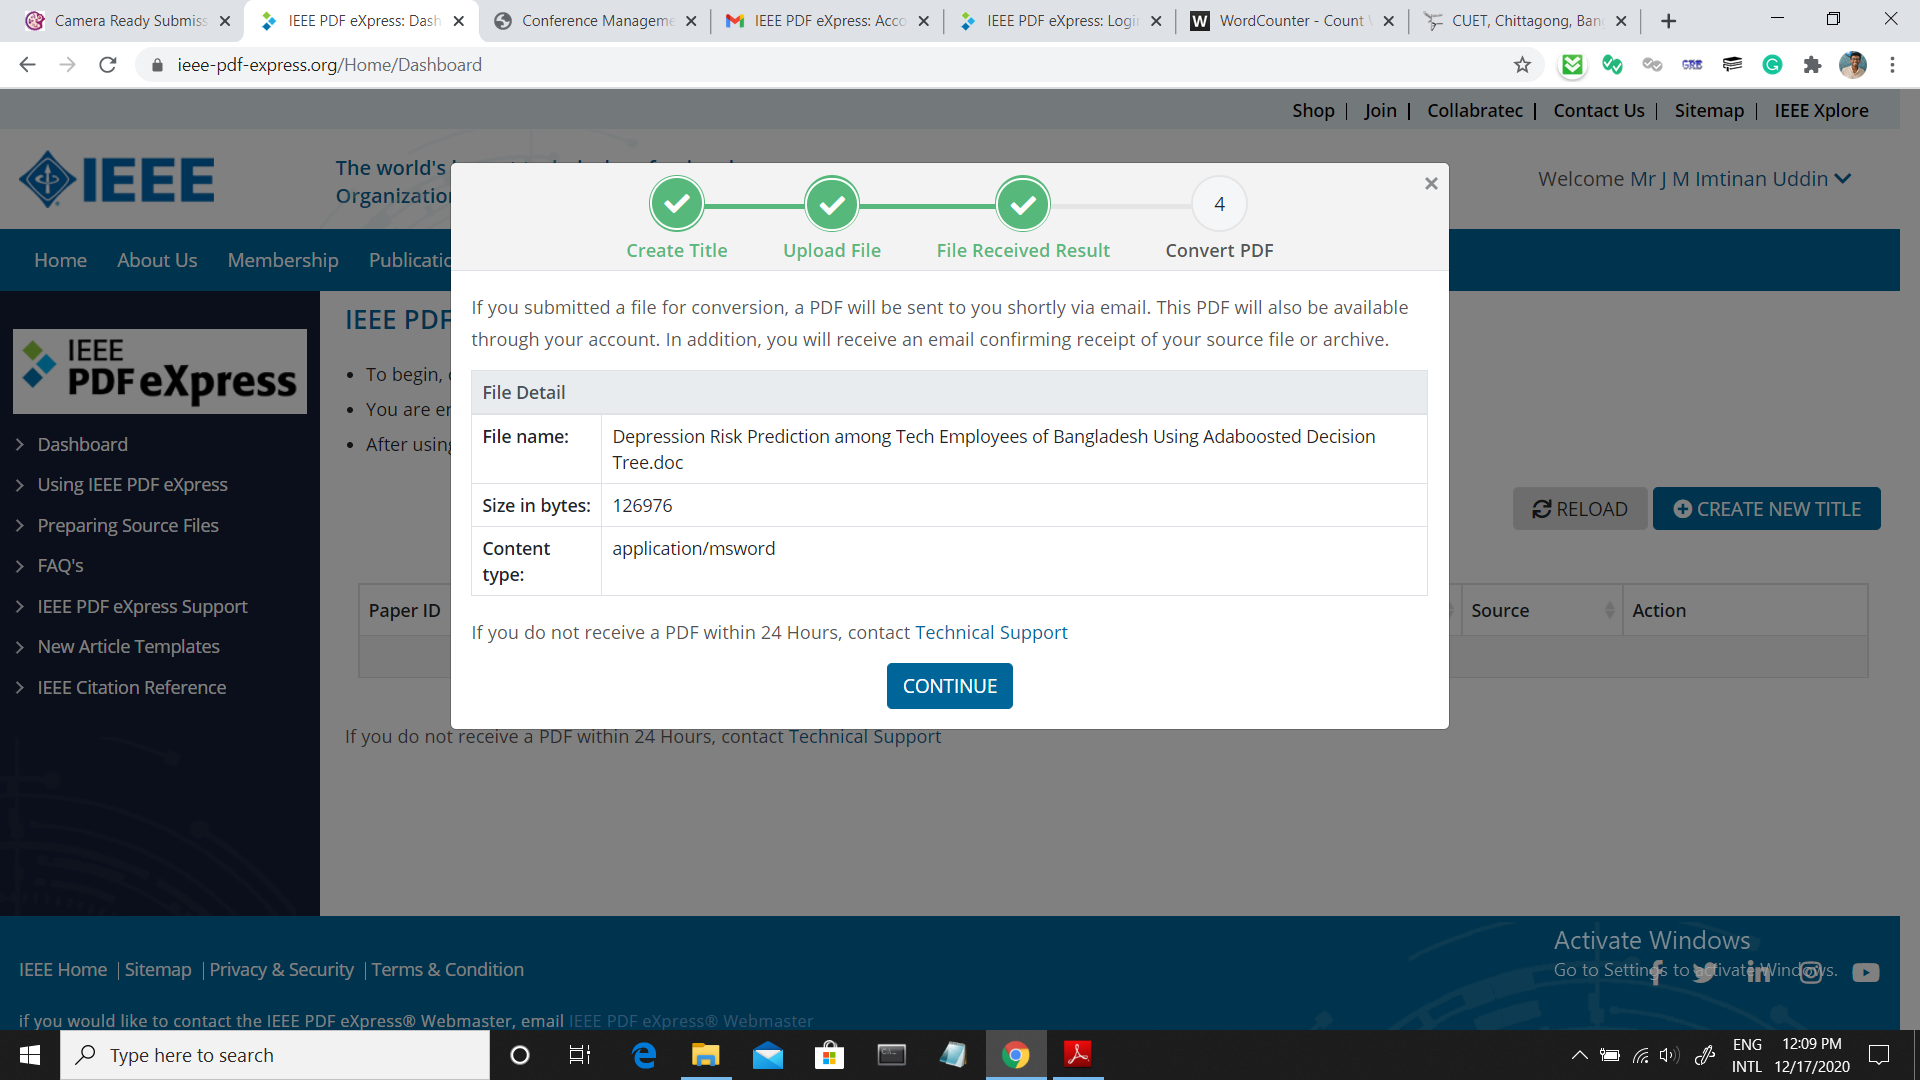 Camera Ready Submiss
IEEE PDF eXpress: Dash
Conference Manageme
IEEE PDF eXpress: Acco
IEEE PDF eXpress: Login
WordCounter - Count
CUET, Chittagong, Ban
ieee-pdf-express.org/Home/Dashboard
GRE
Shop | Join | Collabratec | Contact Us | Sitemap | IEEE Xplore
IEEE
The world's
Organization
Welcome Mr J M Imtinan Uddin
Create Title
Upload File
File Received Result
4
Convert PDF
Home About Us Membership Publicatio
IEEE PDF eXpress
Dashboard
Using IEEE PDF eXpress
Preparing Source Files
FAQ's
IEEE PDF eXpress Support
New Article Templates
IEEE Citation Reference
IEEE PDF
To begin,
You are en
After using
If you submitted a file for conversion, a PDF will be sent to you shortly via email. This PDF will also be available
through your account. In addition, you will receive an email confirming receipt of your source file or archive.
File Detail
File name: Depression Risk Prediction among Tech Employees of Bangladesh Using Adaboosted Decision
Tree.doc
Size in bytes: 126976
Content type: application/msword
If you do not receive a PDF within 24 Hours, contact Technical Support
CONTINUE
RELOAD
CREATE NEW TITLE
Paper ID
Source
Action
If you do not receive a PDF within 24 Hours, contact Technical Support
Activate Windows
Go to Settings to activate Windows.
IEEE Home | Sitemap | Privacy & Security | Terms & Condition
if you would like to contact the IEEE PDF eXpress® Webmaster, email IEEE PDF eXpress® Webmaster
Type here to search
ENG
INTL
12:09 PM
12/17/2020